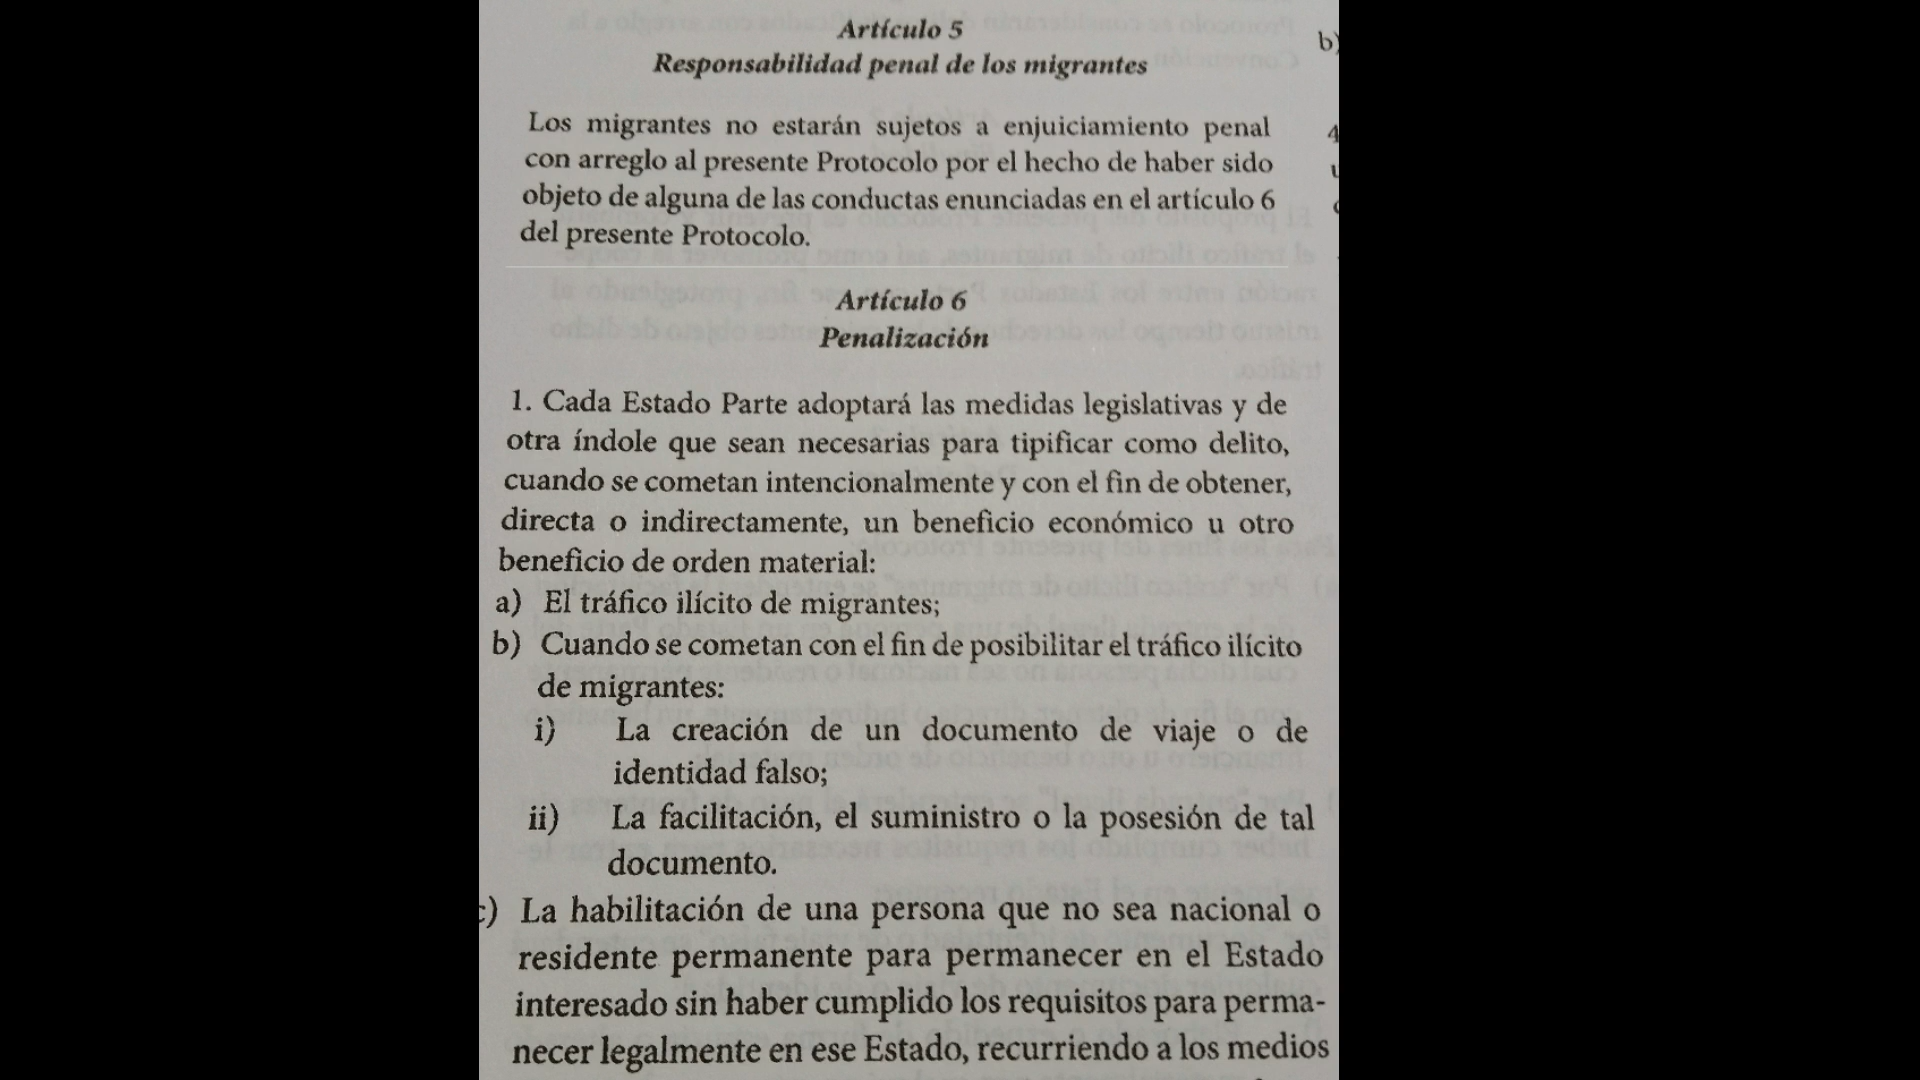 Artículo 5
Responsabilidad penal de los migrantes
Los migrantes no estarán sujetos a enjuiciamiento penal
con arreglo al presente Protocolo por el hecho de haber sido
objeto de alguna de las conductas enunciadas en el artículo 6
del presente Protocolo.
Artículo 6
Penalización
1. Cada Estado Parte adoptará las medidas legislativas y de
otra índole que sean necesarias para tipificar como delito,
cuando se cometan intencionalmente y con el fin de obtener,
directa o indirectamente, un beneficio económico u otro
beneficio de orden material:
a) El tráfico ilícito de migrantes;
b) Cuando se cometan con el fin de posibilitar el tráfico ilícito
de migrantes:
i) La creación de un documento de viaje o de
identidad falso;
ii) La facilitación, el suministro o la posesión de tal
documento.
c) La habilitación de una persona que no sea nacional o
residente permanente para permanecer en el Estado
interesado sin haber cumplido los requisitos para perma-
necer legalmente en ese Estado, recurriendo a los medios
b)